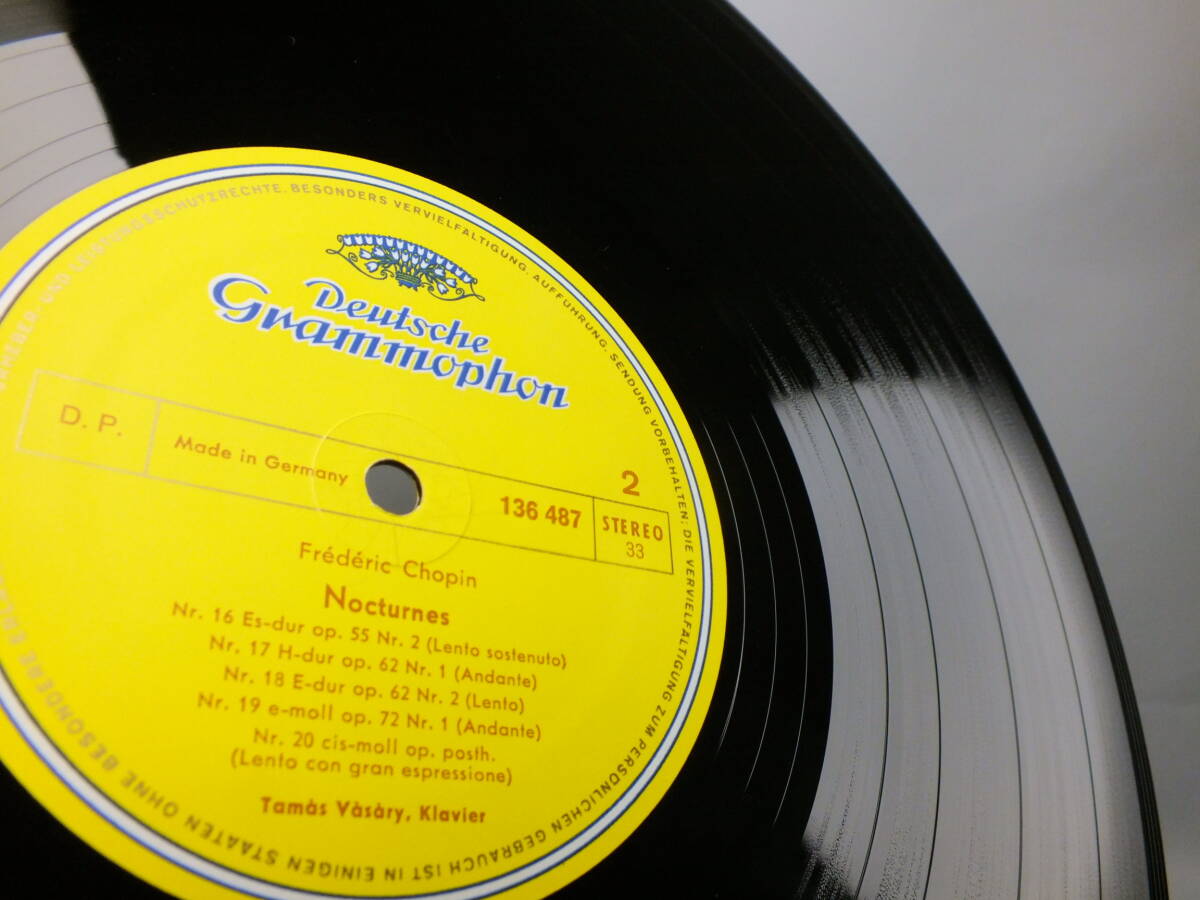 URHEBER- UND LEISTUNGSSCHUTZRECHTE, BESONDERS VERVIELFÄLTIGUNG, AUFFÜHRUNG, SENDUNG VORBEHALTEN; DIE VERVIELFÄLTIGUNG ZUM PERSÖNLICHEN GEBRAUCH IST IN EINIGEN STAATEN OHNE BESONDERE
Deutsche
Grammophon
D. P.
Made in Germany
136 487
2
STEREO
33
Frédéric Chopin
Nocturnes
Nr. 16 Es-dur op. 55 Nr. 2 (Lento sostenuto)
Nr. 17 H-dur op. 62 Nr. 1 (Andante)
Nr. 18 E-dur op. 62 Nr. 2 (Lento)
Nr. 19 e-moll op. 72 Nr. 1 (Andante)
Nr. 20 cis-moll op. posth.
(Lento con gran espressione)
Tamàs Vàsàry, Klavier